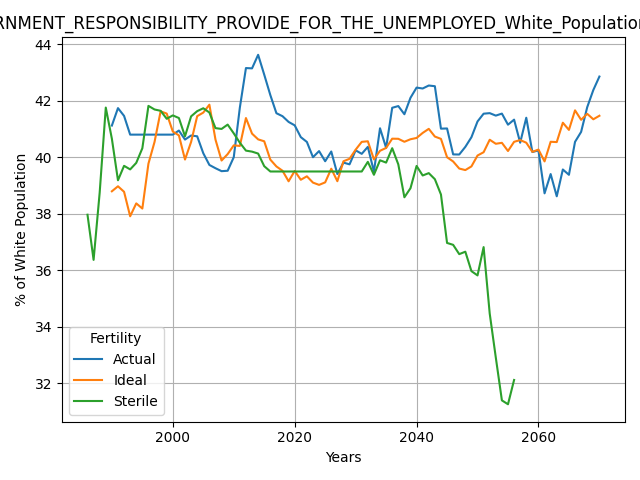 RNMENT_RESPONSIBILITY_PROVIDE_FOR_THE_UNEMPLOYED_White_Population
44
42
40
38
36
34
32
% of White Population
Fertility
Actual
Ideal
Sterile
2000
2020
2040
2060
Years